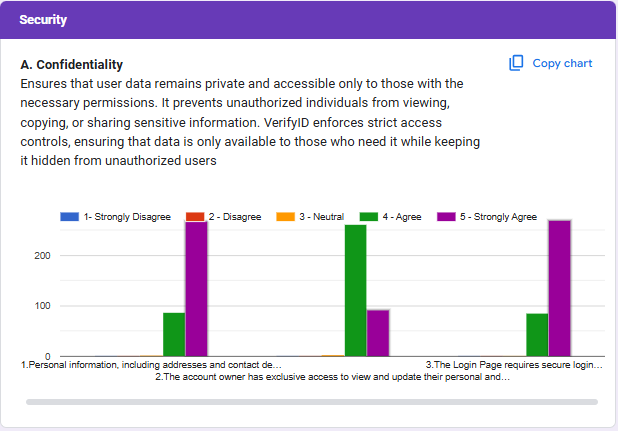 Security
A. Confidentiality
Copy chart
Ensures that user data remains private and accessible only to those with the
necessary permissions. It prevents unauthorized individuals from viewing,
copying, or sharing sensitive information. VerifyID enforces strict access
controls, ensuring that data is only available to those who need it while keeping
it hidden from unauthorized users
1- Strongly Disagree
2 - Disagree
3 - Neutral
4 - Agree
5 - Strongly Agree
200
100
0
1.Personal information, including addresses and contact de…
2.The account owner has exclusive access to view and update their personal and…
3.The Login Page requires secure login…